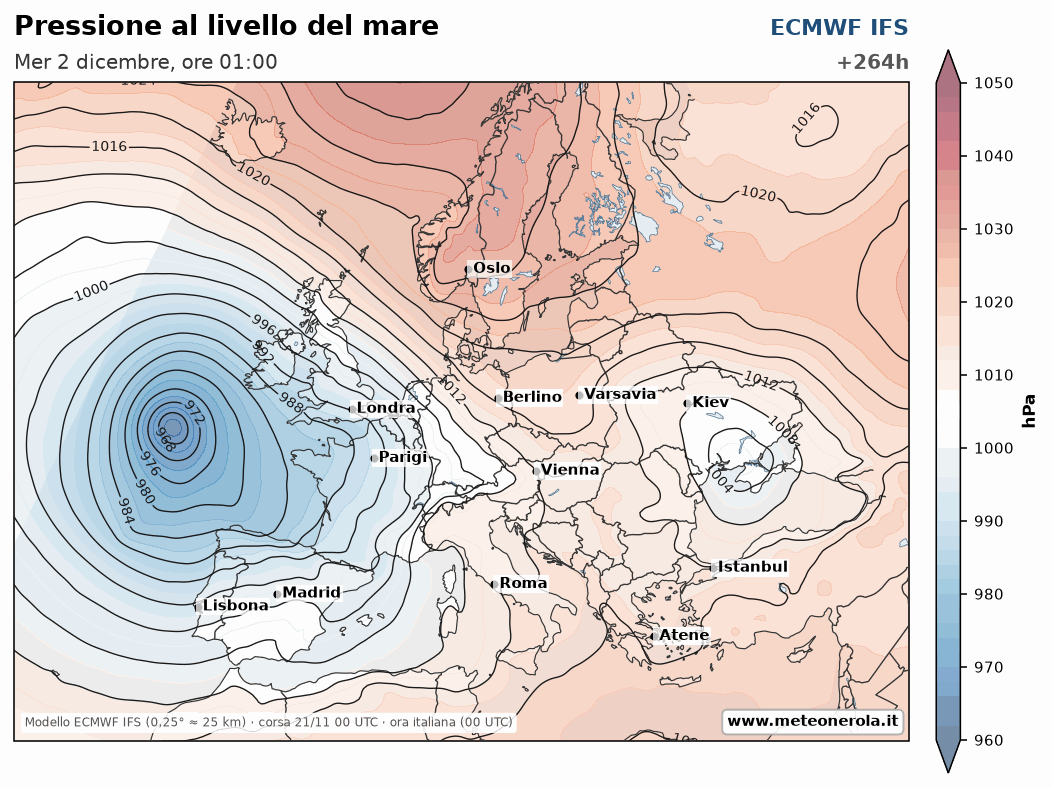 Pressione al livello del mare
ECMWF IFS
Mer 2 dicembre, ore 01:00
+264h
1016
1016
1020
1020
1000
996
992
988
972
968
976
980
984
1012
1012
1008
1004
Oslo
Londra
Berlino
Varsavia
Kiev
Parigi
Vienna
Istanbul
Roma
Madrid
Lisbona
Atene
1050
1040
1030
1020
1010
1000
990
980
970
960
hPa
Modello ECMWF IFS (0,25° ≈ 25 km) · corsa 21/11 00 UTC · ora italiana (00 UTC)
www.meteonerola.it